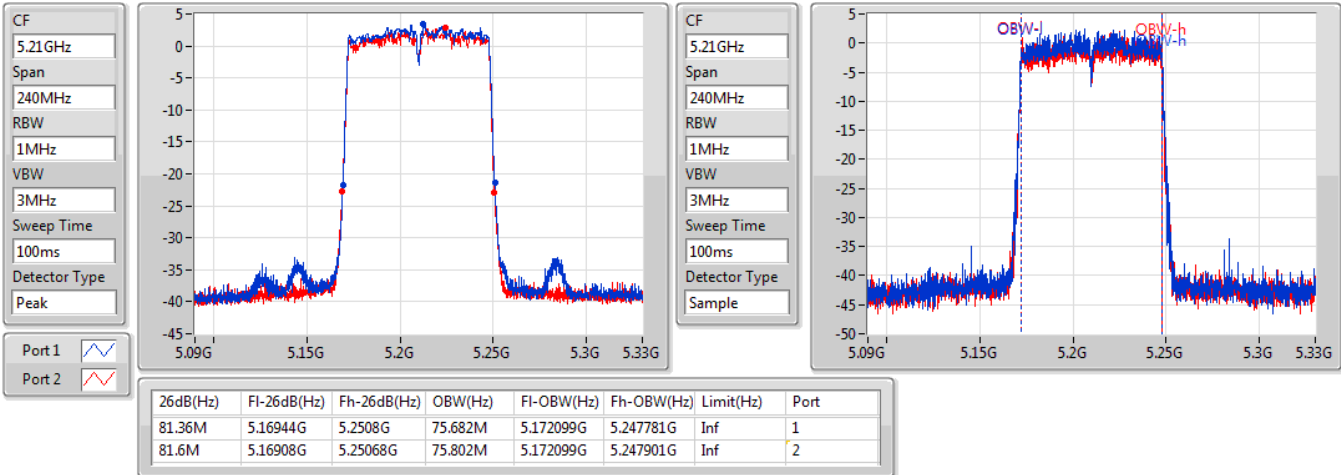 CF
5.21GHz
Span
240MHz
RBW
1MHz
VBW
3MHz
Sweep Time
100ms
Detector Type
Peak
Port 1
Port 2
5
0
-5
-10
-15
-20
-25
-30
-35
-40
-45
5.09G 5.15G 5.2G 5.25G 5.3G 5.33G
CF
5.21GHz
Span
240MHz
RBW
1MHz
VBW
3MHz
Sweep Time
100ms
Detector Type
Sample
5
0
-5
-10
-15
-20
-25
-30
-35
-40
-45
-50
OBW-l OBW-h
OBW-h
5.09G 5.15G 5.2G 5.25G 5.3G 5.33G
26dB(Hz) Fl-26dB(Hz) Fh-26dB(Hz) OBW(Hz) Fl-OBW(Hz) Fh-OBW(Hz) Limit(Hz) Port
81.36M 5.16944G 5.2508G 75.682M 5.172099G 5.247781G Inf 1
81.6M 5.16908G 5.25068G 75.802M 5.172099G 5.247901G Inf 2